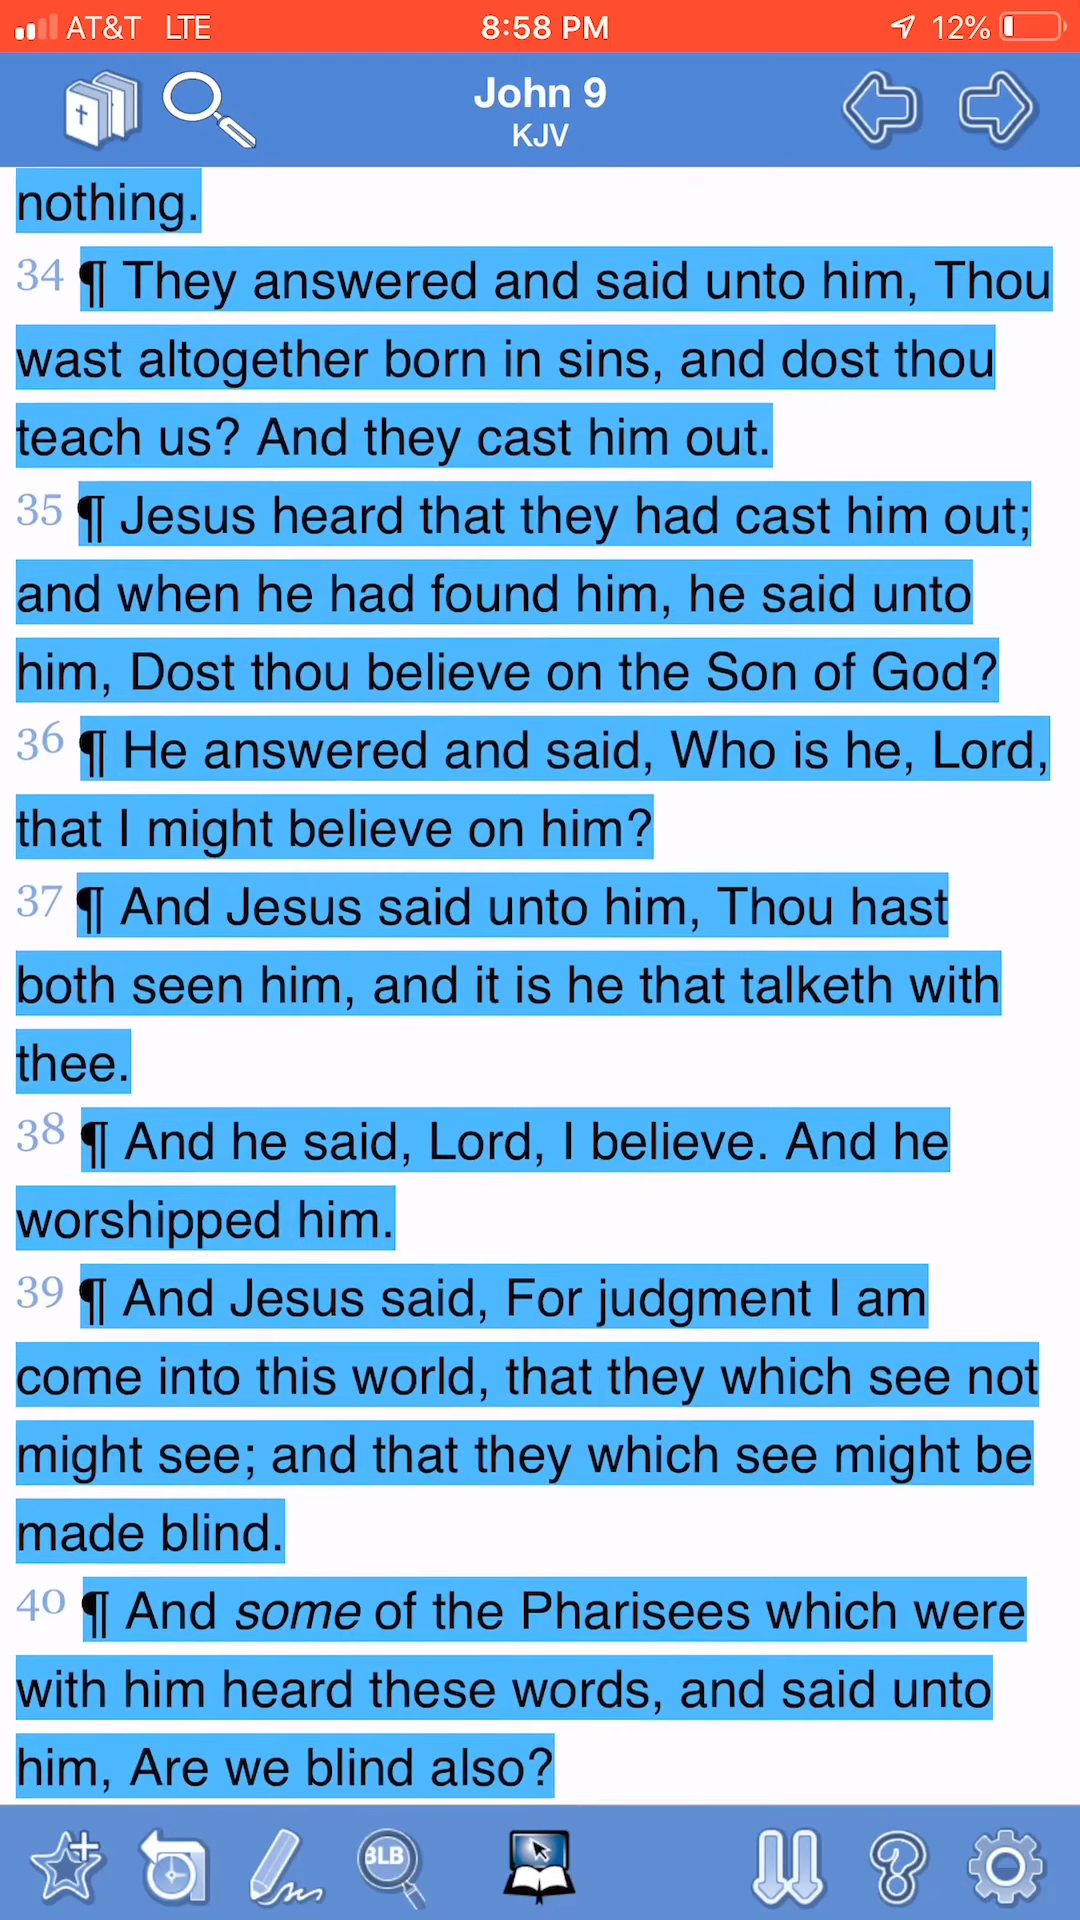 AT&T LTE 8:58 PM 12%
John 9
KJV
nothing.
34 ¶ They answered and said unto him, Thou
wast altogether born in sins, and dost thou
teach us? And they cast him out.
35 ¶ Jesus heard that they had cast him out;
and when he had found him, he said unto
him, Dost thou believe on the Son of God?
36 ¶ He answered and said, Who is he, Lord,
that I might believe on him?
37 ¶ And Jesus said unto him, Thou hast
both seen him, and it is he that talketh with
thee.
38 ¶ And he said, Lord, I believe. And he
worshipped him.
39 ¶ And Jesus said, For judgment I am
come into this world, that they which see not
might see; and that they which see might be
made blind.
40 ¶ And some of the Pharisees which were
with him heard these words, and said unto
him, Are we blind also?
BLB